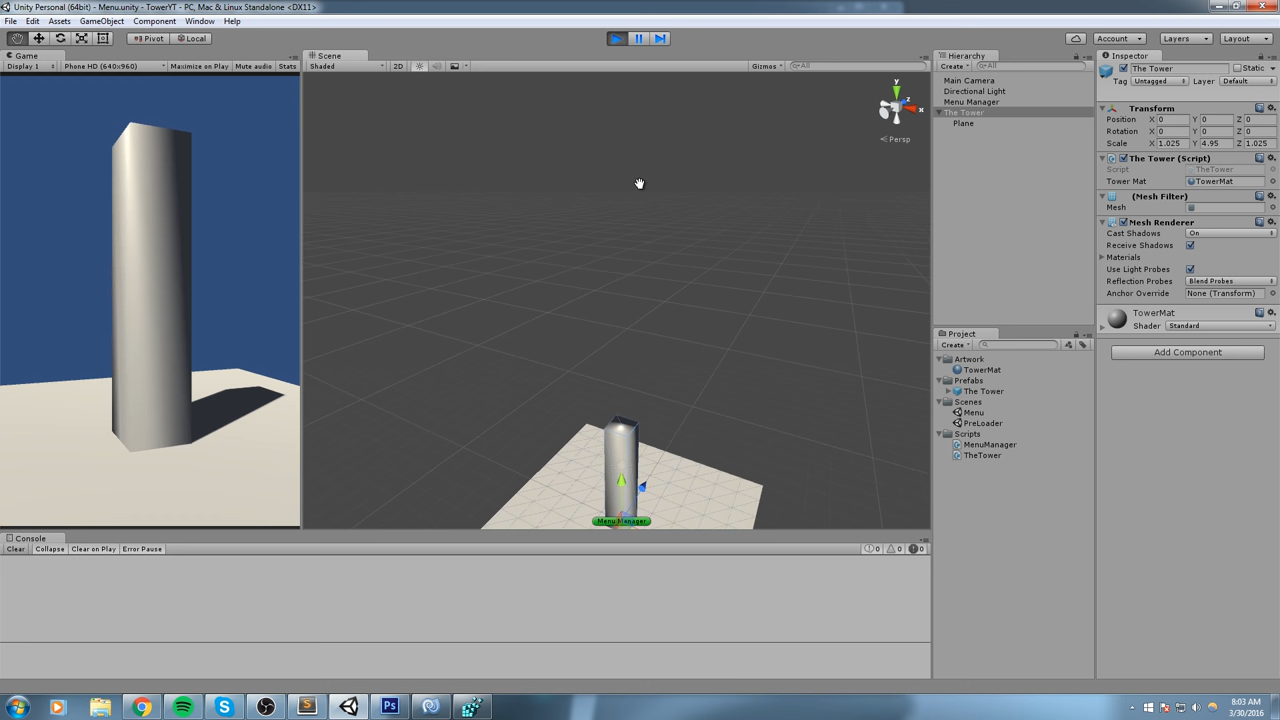 Unity Personal (64bit) - Menu.unity - TowerYT - PC, Mac & Linux Standalone <DX11>
File Edit Assets GameObject Component Window Help
Pivot Local Account Layers Layout
Game
Display 1 Phone HD (640x960) Maximize on Play Mute audio Stats
Scene
Shaded 2D Gizmos All
y
x
z
Persp
Menu Manager
Console
Clear Collapse Clear on Play Error Pause 0 0 0
Hierarchy
Create All
Main Camera
Directional Light
Menu Manager
The Tower
Plane
Project
Create
Artwork
TowerMat
Prefabs
The Tower
Scenes
Menu
PreLoader
Scripts
MenuManager
TheTower
Inspector
The Tower Static
Tag Untagged Layer Default
Transform
Position X 0 Y 0 Z 0
Rotation X 0 Y 0 Z 0
Scale X 1.025 Y 4.95 Z 1.025
The Tower (Script)
Script TheTower
Tower Mat TowerMat
(Mesh Filter)
Mesh
Mesh Renderer
Cast Shadows On
Receive Shadows
Materials
Use Light Probes
Reflection Probes Blend Probes
Anchor Override None (Transform)
TowerMat
Shader Standard
Add Component
8:03 AM
3/30/2016